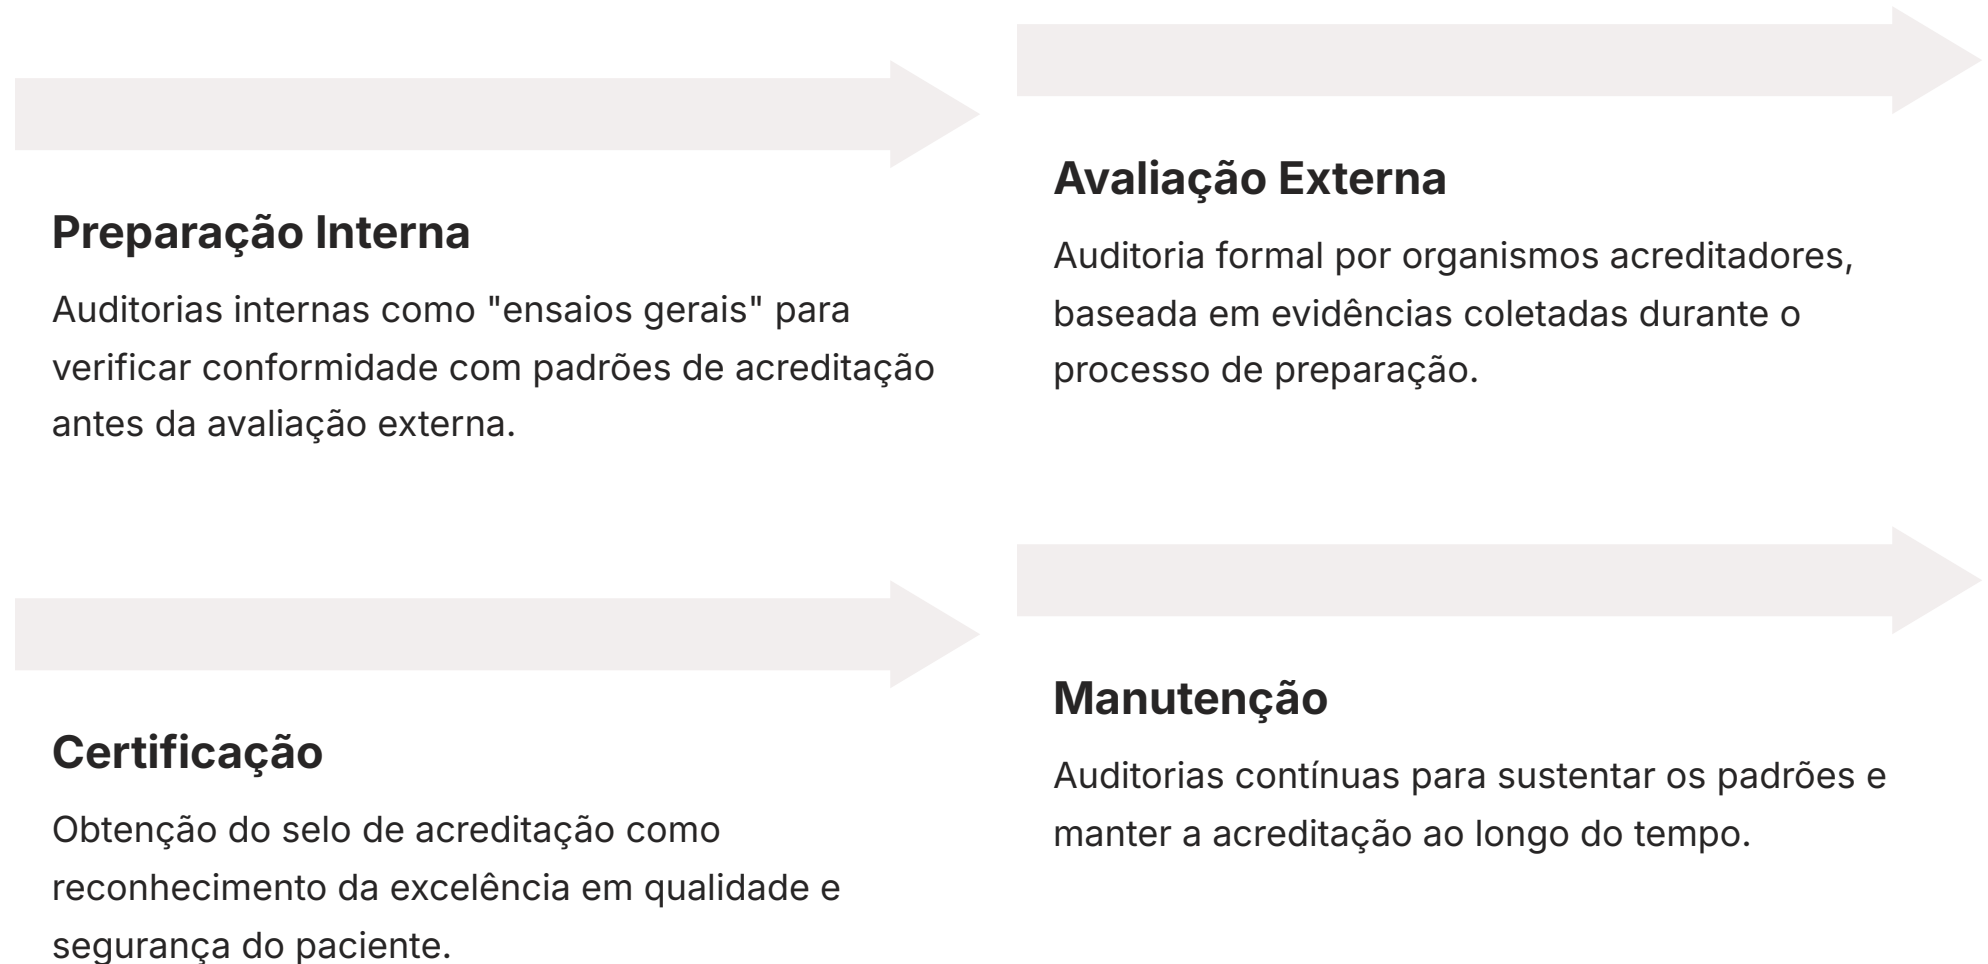 Preparação Interna
Auditorias internas como "ensaios gerais" para
verificar conformidade com padrões de acreditação
antes da avaliação externa.
Avaliação Externa
Auditoria formal por organismos acreditadores,
baseada em evidências coletadas durante o
processo de preparação.
Certificação
Obtenção do selo de acreditação como
reconhecimento da excelência em qualidade e
segurança do paciente.
Manutenção
Auditorias contínuas para sustentar os padrões e
manter a acreditação ao longo do tempo.